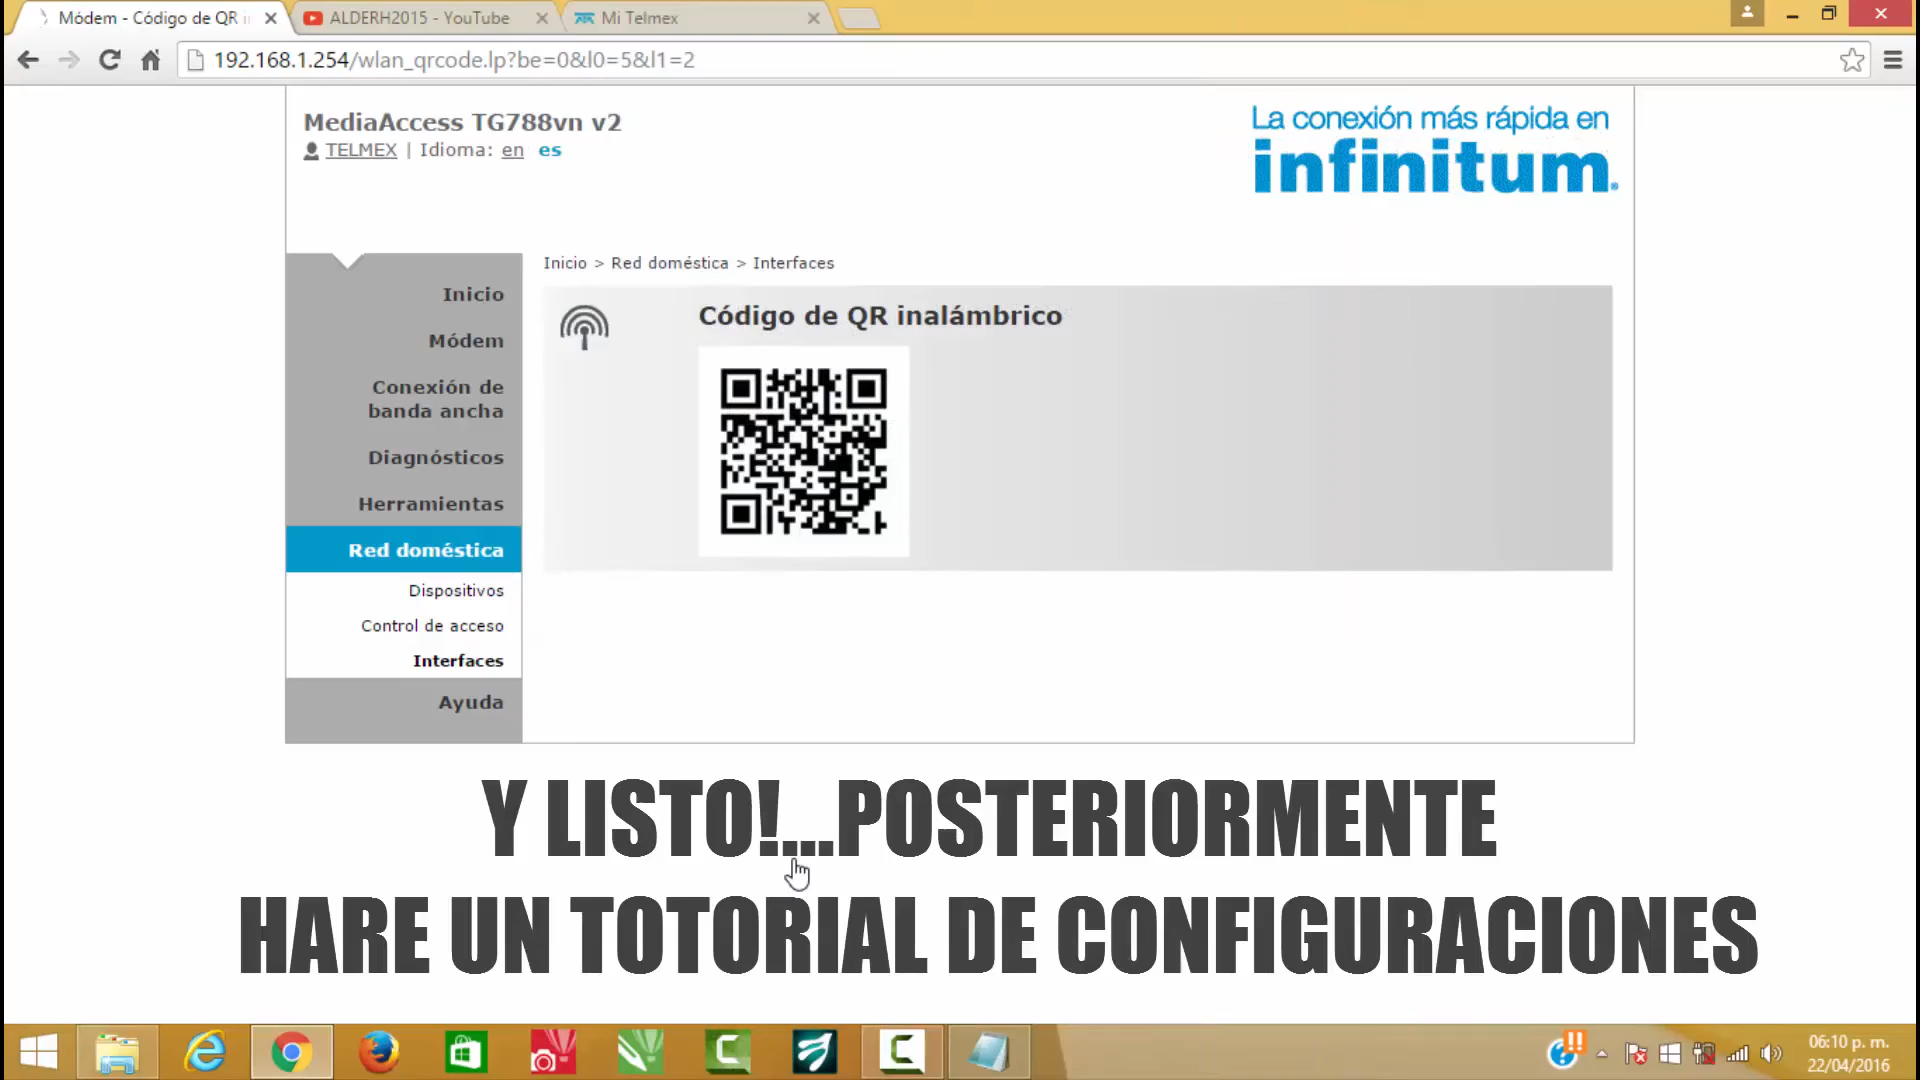 Módem - Código de QR i
ALDERH2015 - YouTube
Mi Telmex
192.168.1.254/wlan_qrcode.lp?be=0&l0=5&l1=2
MediaAccess TG788vn v2
TELMEX | Idioma: en es
La conexión más rápida en
infinitum
Inicio > Red doméstica > Interfaces
Código de QR inalámbrico
Inicio
Módem
Conexión de
banda ancha
Diagnósticos
Herramientas
Red doméstica
Dispositivos
Control de acceso
Interfaces
Ayuda
Y LISTO!...POSTERIORMENTE
HARE UN TOTORIAL DE CONFIGURACIONES
06:10 p. m.
22/04/2016